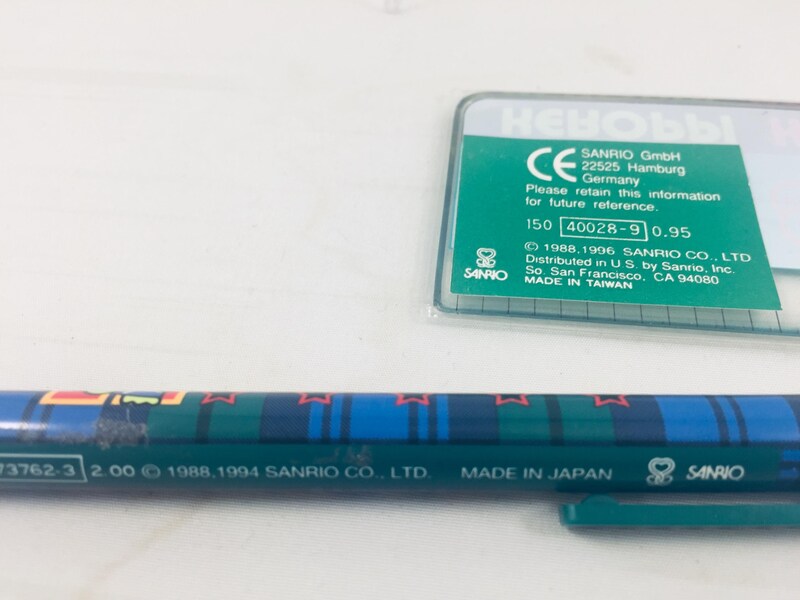 KEROPPI
CE SANRIO GmbH
22525 Hamburg
Germany
Please retain this information
for future reference.
150 40028-9 0.95
© 1988,1996 SANRIO CO., LTD
Distributed in U S. by Sanrio, Inc.
So. San Francisco, CA 94080
MADE IN TAIWAN
SANRIO
73762-3 2.00 © 1988,1994 SANRIO CO., LTD. MADE IN JAPAN SANRIO